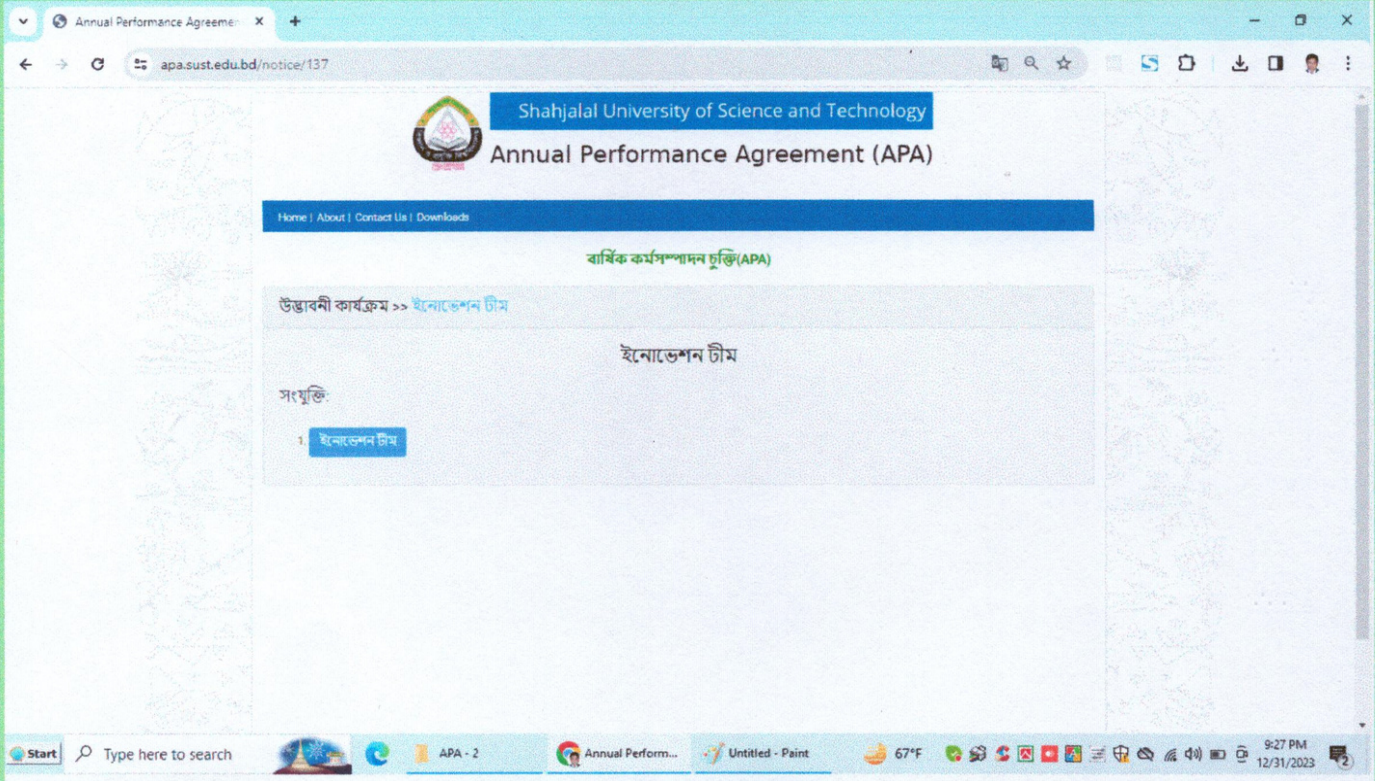 Annual Performance Agreemen
apa.sust.edu.bd/notice/137
Shahjalal University of Science and Technology
Annual Performance Agreement (APA)
Home | About | Contact Us | Downloads
বার্ষিক কর্মসম্পাদন চুক্তি(APA)
উদ্ভাবনী কার্যক্রম >> ইনোভেশন টীম
ইনোভেশন টীম
সংযুক্তি:
1. ইনোভেশন টীম
Start Type here to search APA - 2 Annual Perform... Untitled - Paint 67°F 9:27 PM
12/31/2023 2